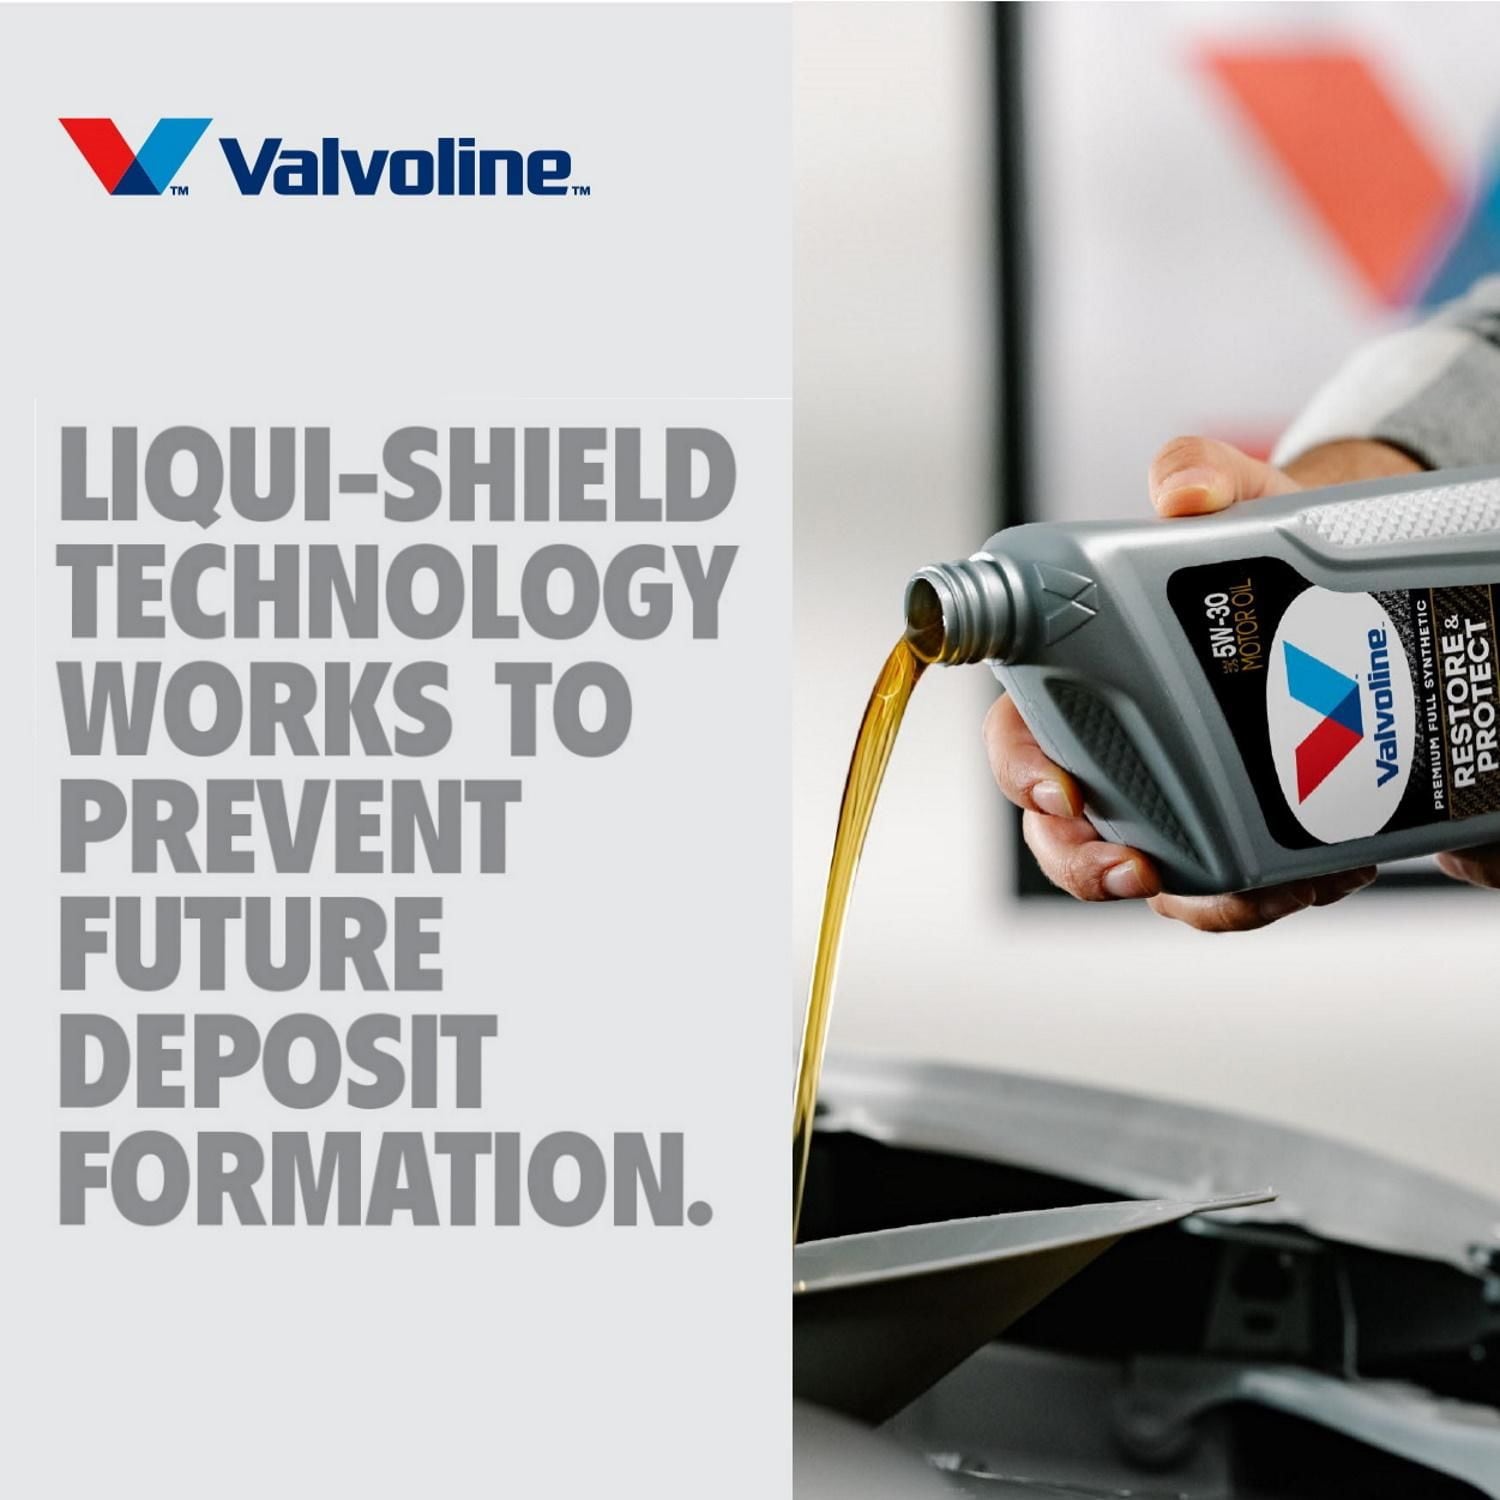 Valvoline™
LIQUI-SHIELD
TECHNOLOGY
WORKS TO
PREVENT
FUTURE
DEPOSIT
FORMATION.
5W-30
MOTOR OIL
Valvoline
PREMIUM FULL SYNTHETIC
RESTORE &
PROTECT